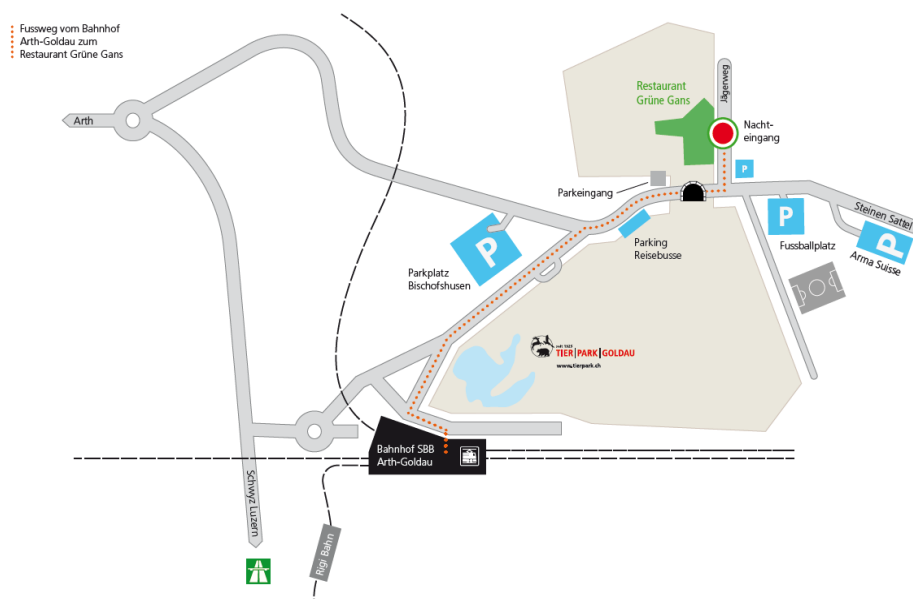 Fussweg vom Bahnhof
Arth-Goldau zum
Restaurant Grüne Gans
Arth
Restaurant
Grüne Gans
Jägerweg
Nacht-
eingang
P
Parkeingang
Steinen Sattel
P
P
Fussballplatz
Arma Suisse
P
Parking
Reisebusse
Parkplatz
Bischofshusen
seit 1925
TIER|PARK|GOLDAU
www.tierpark.ch
Bahnhof SBB
Arth-Goldau
Schwyz Luzern
Rigi Bahn